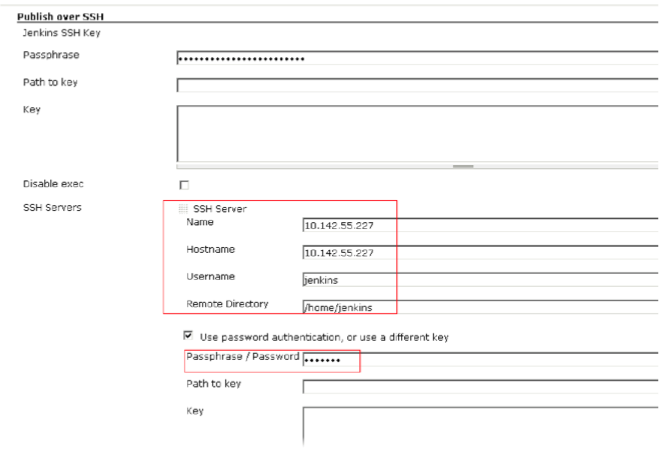 Publish over SSH
Jenkins SSH Key
Passphrase ••••••••••••••••••••••••
Path to key
Key
Disable exec
SSH Servers
SSH Server
Name 10.142.55.227
Hostname 10.142.55.227
Username jenkins
Remote Directory /home/jenkins
Use password authentication, or use a different key
Passphrase / Password •••••••
Path to key
Key